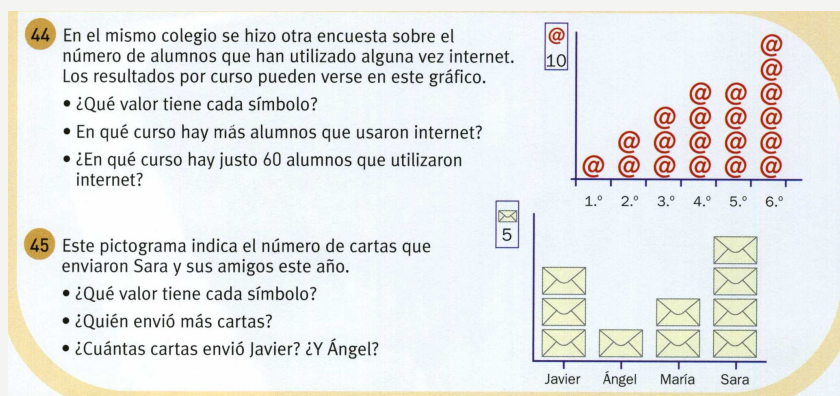 44 En el mismo colegio se hizo otra encuesta sobre el
número de alumnos que han utilizado alguna vez internet.
Los resultados por curso pueden verse en este gráfico.
• ¿Qué valor tiene cada símbolo?
• En qué curso hay más alumnos que usaron internet?
• ¿En qué curso hay justo 60 alumnos que utilizaron
internet?
@
10
@
@
@ @ @
@ @ @ @
@ @ @ @ @
@ @ @ @ @ @
1.º 2.º 3.º 4.º 5.º 6.º
45 Este pictograma indica el número de cartas que
enviaron Sara y sus amigos este año.
• ¿Qué valor tiene cada símbolo?
• ¿Quién envió más cartas?
• ¿Cuántas cartas envió Javier? ¿Y Ángel?
5
Javier Ángel María Sara